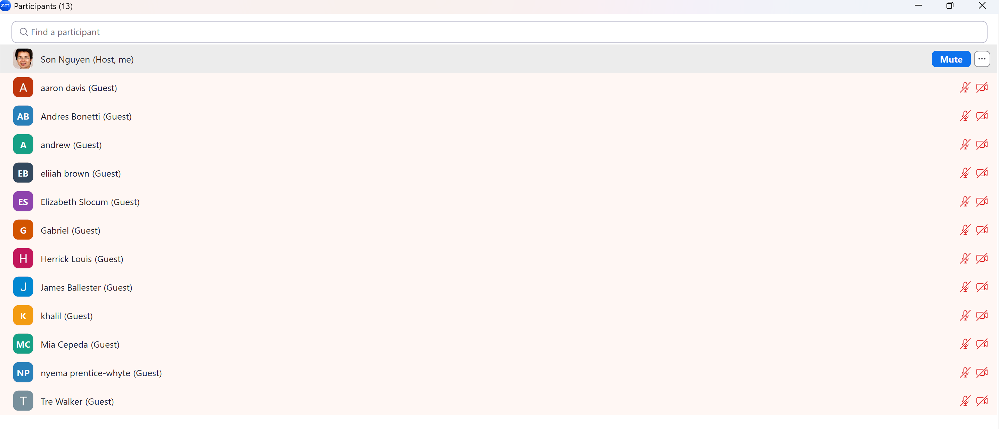 zm Participants (13)
Find a participant
Son Nguyen (Host, me) Mute
A aaron davis (Guest)
AB Andres Bonetti (Guest)
A andrew (Guest)
EB eliiah brown (Guest)
ES Elizabeth Slocum (Guest)
G Gabriel (Guest)
H Herrick Louis (Guest)
J James Ballester (Guest)
K khalil (Guest)
MC Mia Cepeda (Guest)
NP nyema prentice-whyte (Guest)
T Tre Walker (Guest)